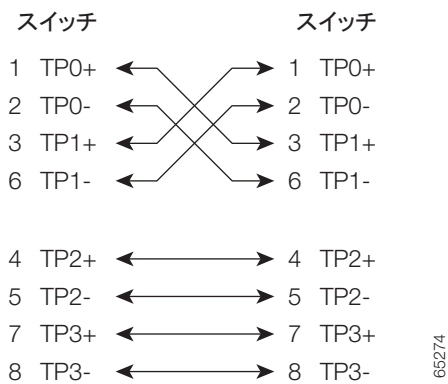 スイッチ スイッチ
1 TP0+ 1 TP0+
2 TP0- 2 TP0-
3 TP1+ 3 TP1+
6 TP1- 6 TP1-
4 TP2+ 4 TP2+
5 TP2- 5 TP2-
7 TP3+ 7 TP3+
8 TP3- 8 TP3-
65274